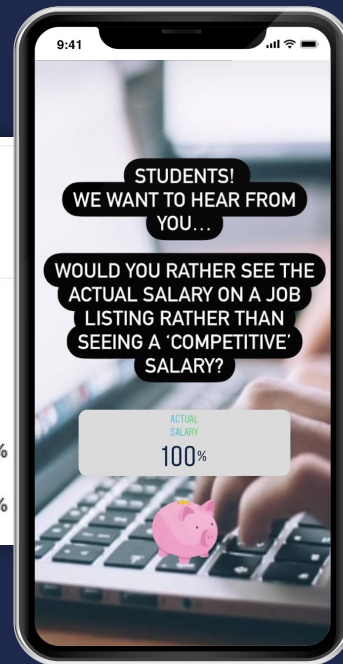 9:41
STUDENTS!
WE WANT TO HEAR FROM
YOU...
WOULD YOU RATHER SEE THE
ACTUAL SALARY ON A JOB
LISTING RATHER THAN
SEEING A ‘COMPETITIVE’
SALARY?
ACTUAL
SALARY
100%
%
%